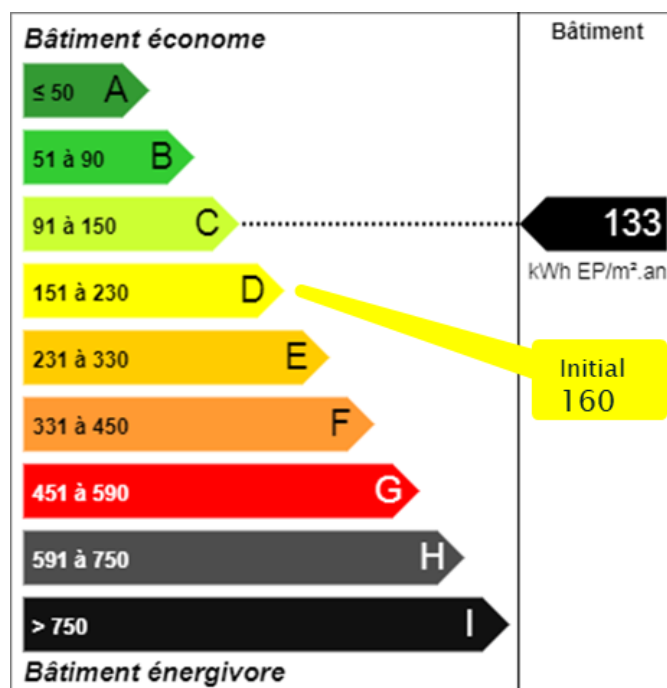 Bâtiment économe
Bâtiment
≤ 50 A
51 à 90 B
91 à 150 C
133
kWh EP/m².an
151 à 230 D
231 à 330 E
Initial
160
331 à 450 F
451 à 590 G
591 à 750 H
> 750 I
Bâtiment énergivore